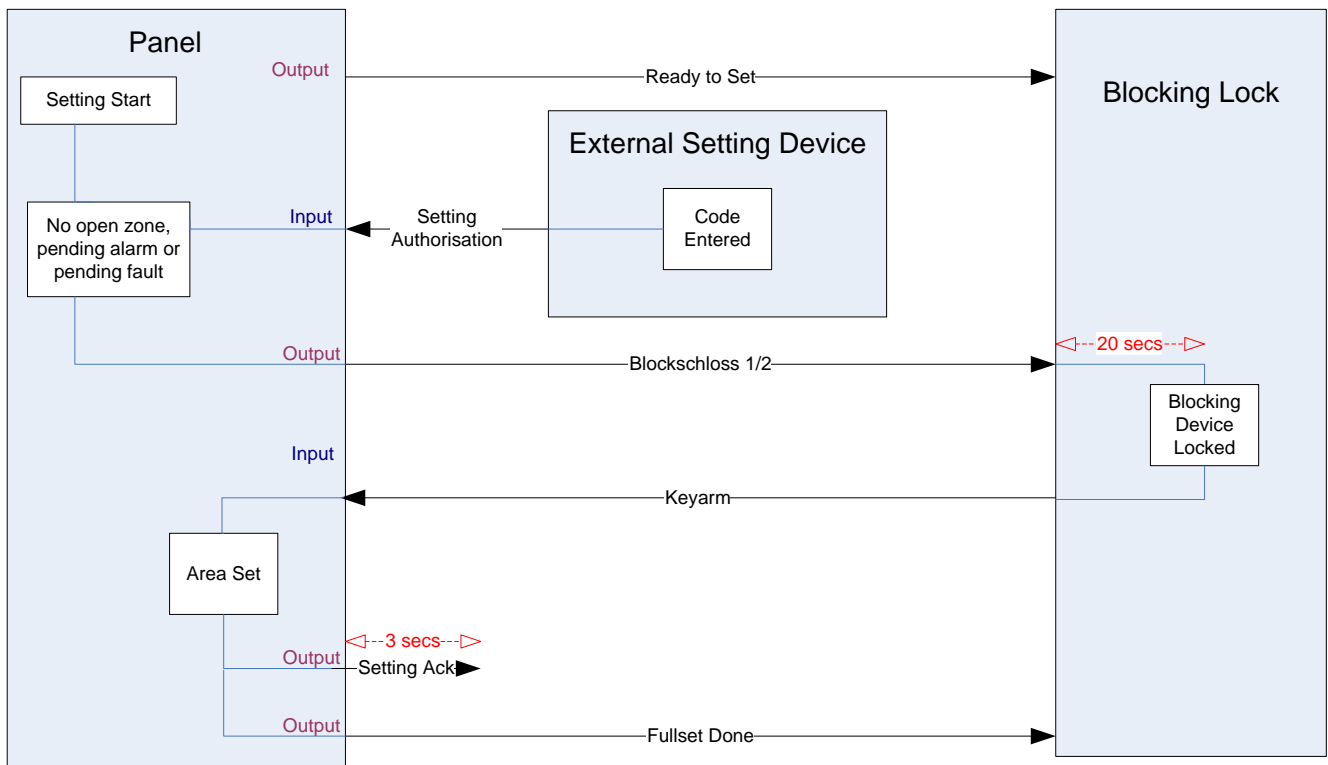 Panel
Output
Ready to Set
Blocking Lock
Setting Start
External Setting Device
No open zone,
pending alarm or
pending fault
Input
Setting
Authorisation
Code
Entered
Output
Blockschloss 1/2
20 secs
Blocking
Device
Locked
Input
Keyarm
Area Set
3 secs
Output
Setting Ack
Output
Fullset Done